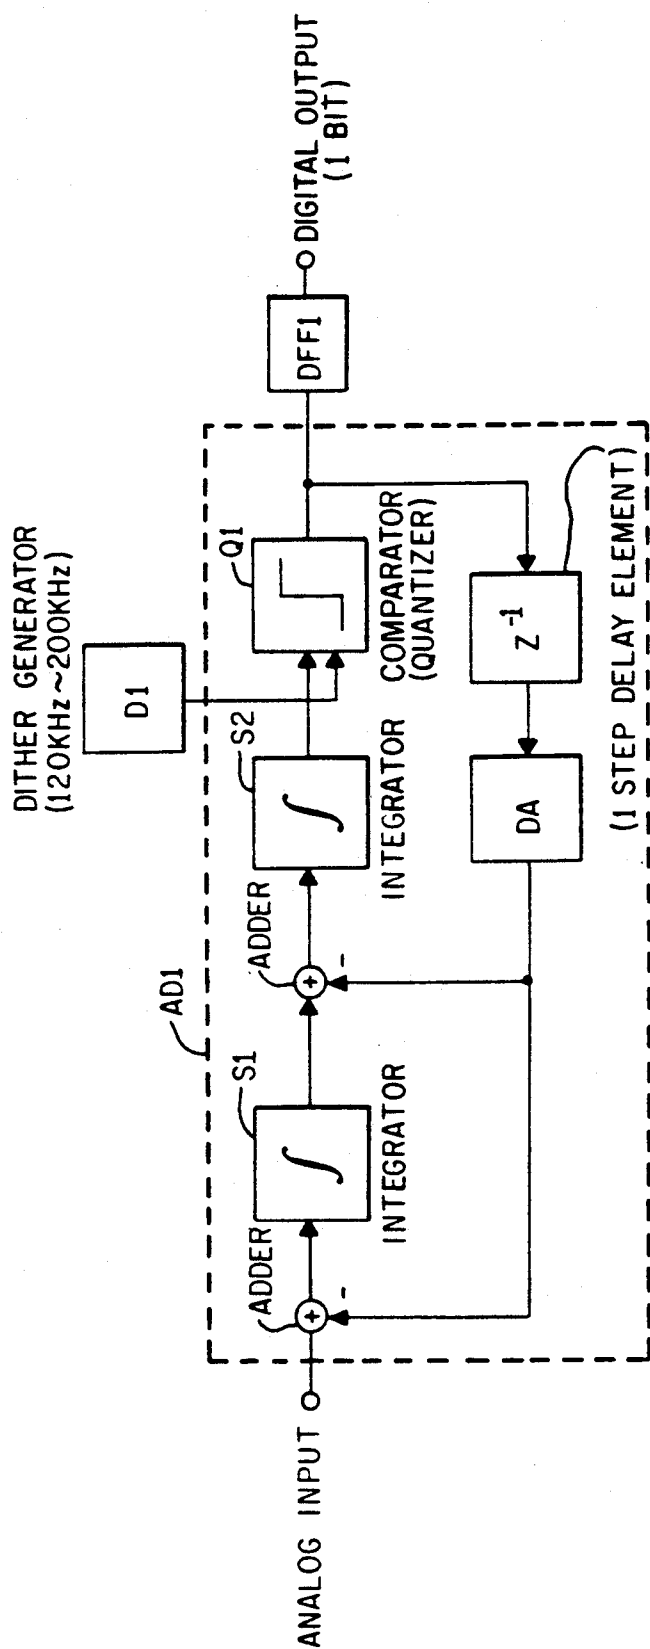 DITHER GENERATOR
(120KHz~200KHz)
D1
AD1
ANALOG INPUT
ADDER
+
-
S1
∫
INTEGRATOR
ADDER
+
-
S2
∫
INTEGRATOR
Q1
COMPARATOR
(QUANTIZER)
DFF1
DIGITAL OUTPUT
(1 BIT)
DA
Z-1
(1 STEP DELAY ELEMENT)